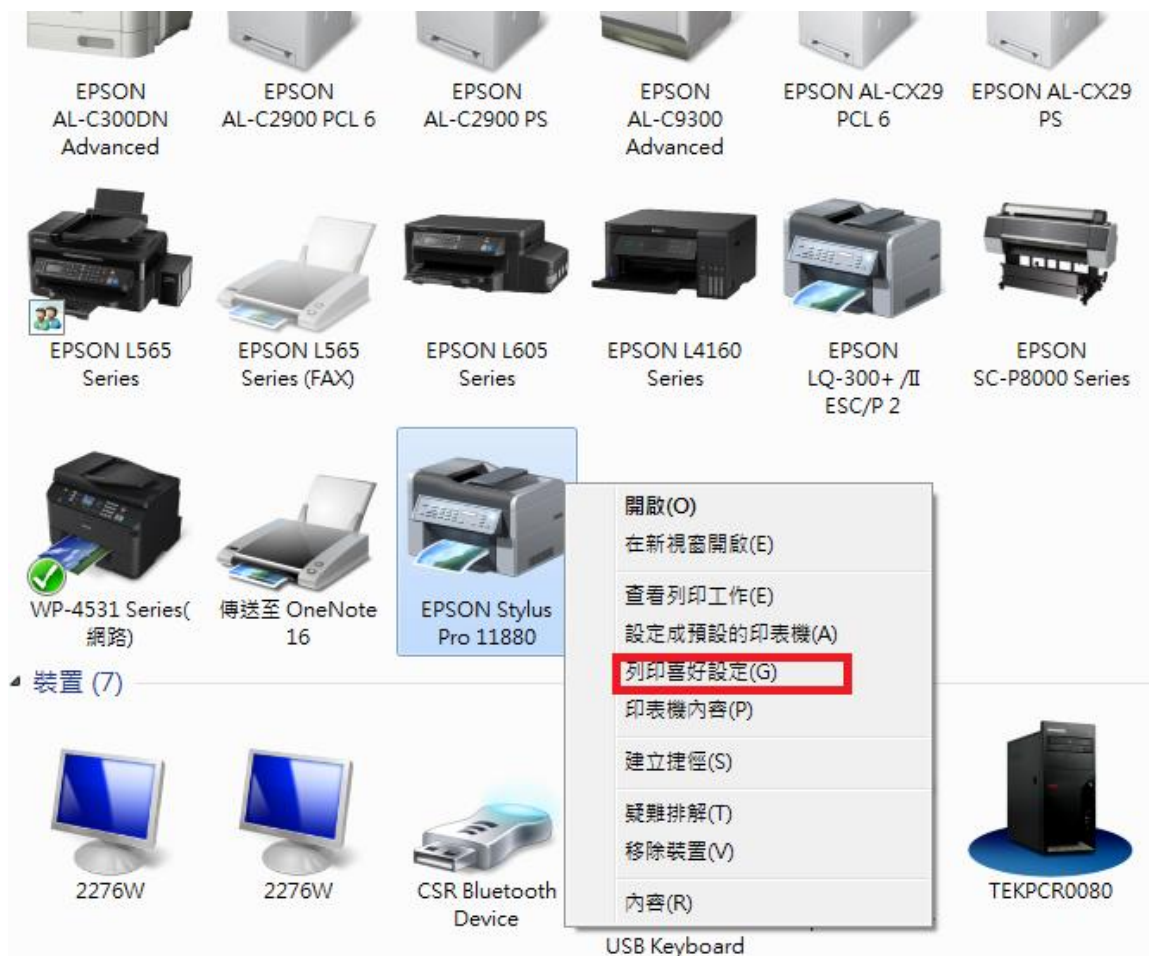 EPSON
AL-C300DN
Advanced
EPSON
AL-C2900 PCL 6
EPSON
AL-C2900 PS
EPSON
AL-C9300
Advanced
EPSON AL-CX29
PCL 6
EPSON AL-CX29
PS
EPSON L565
Series
EPSON L565
Series (FAX)
EPSON L605
Series
EPSON L4160
Series
EPSON
LQ-300+ /II
ESC/P 2
EPSON
SC-P8000 Series
WP-4531 Series(
網路)
傳送至 OneNote
16
EPSON Stylus
Pro 11880
開啟(O)
在新視窗開啟(E)
查看列印工作(E)
設定成預設的印表機(A)
列印喜好設定(G)
印表機內容(P)
建立捷徑(S)
疑難排解(T)
移除裝置(V)
內容(R)
裝置 (7)
2276W
2276W
CSR Bluetooth
Device
USB Keyboard
TEKPCR0080